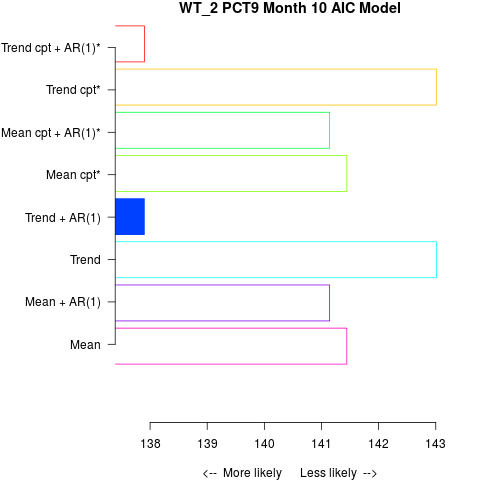 WT_2 PCT9 Month 10 AIC Model
Trend cpt + AR(1)*
Trend cpt*
Mean cpt + AR(1)*
Mean cpt*
Trend + AR(1)
Trend
Mean + AR(1)
Mean
138 139 140 141 142 143
<-- More likely Less likely -->